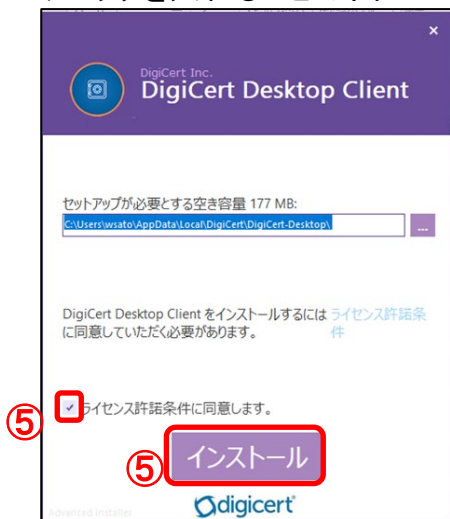 ×
DigiCert Inc.
DigiCert Desktop Client
セットアップが必要とする空き容量 177 MB:
C:\Users\wsato\AppData\Local\DigiCert\DigiCert-Desktop\
...
DigiCert Desktop Client をインストールするには ライセンス許諾条
に同意していただく必要があります。 件
⑤ ライセンス許諾条件に同意します。
⑤ インストール
Advanced Installer
digicert